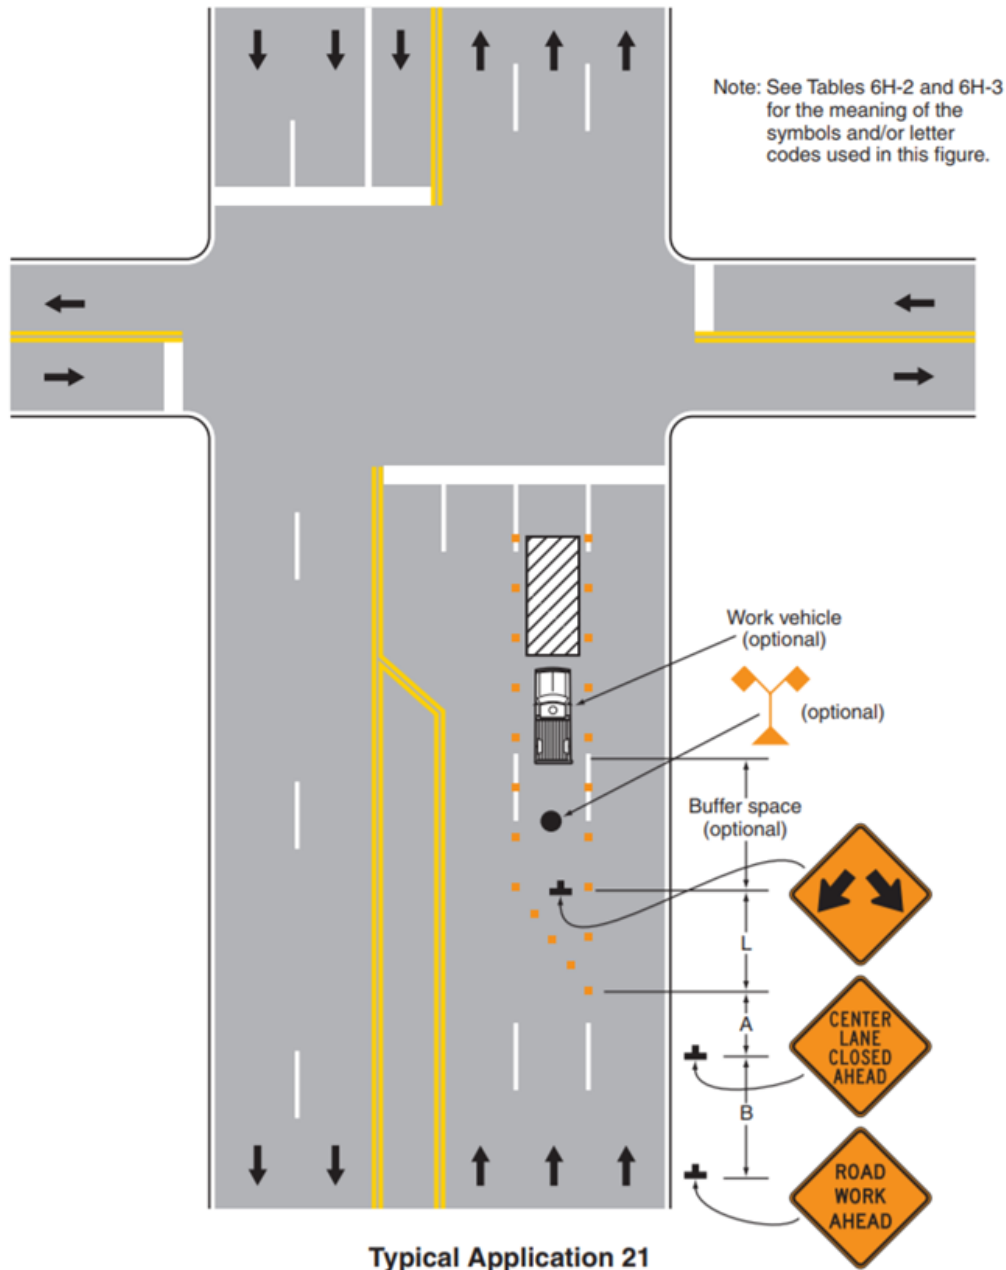 Note: See Tables 6H-2 and 6H-3
for the meaning of the
symbols and/or letter
codes used in this figure.
Work vehicle
(optional)
(optional)
Buffer space
(optional)
L
A
CENTER
LANE
CLOSED
AHEAD
B
ROAD
WORK
AHEAD
Typical Application 21